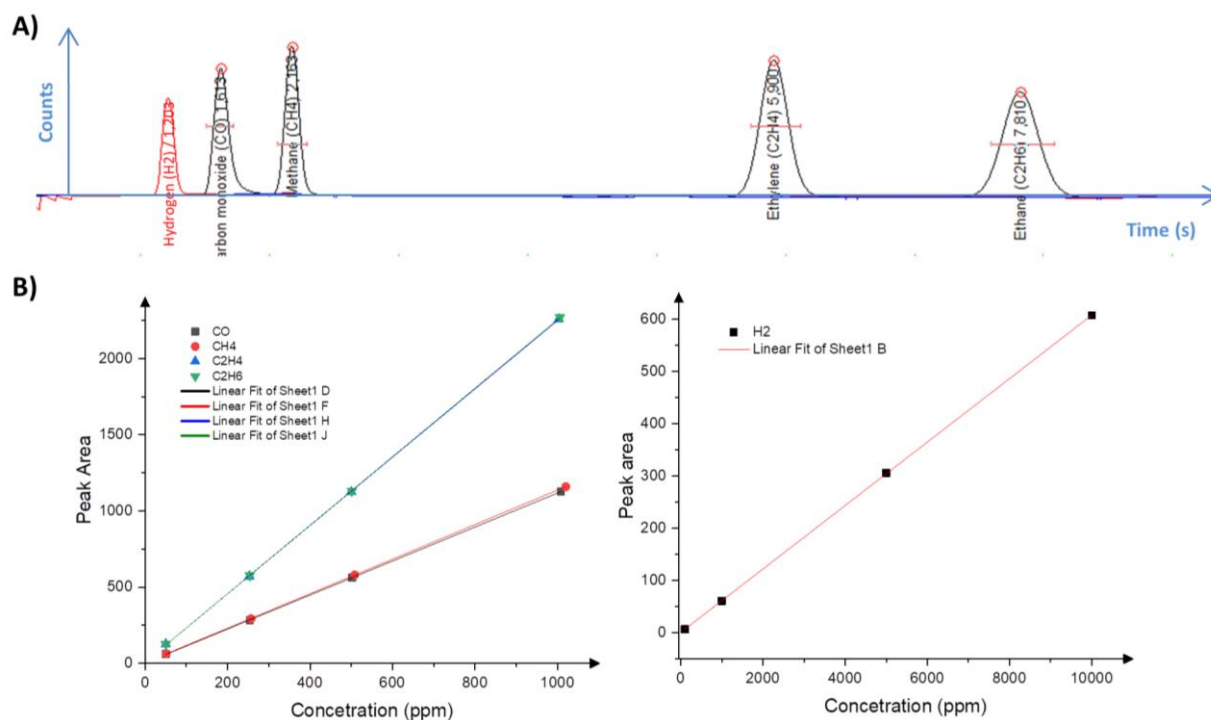 A)
Counts
Hydrogen (H2) / 1,203
arbon monoxide (CO) 1,613
Methane (CH4) 2,163
Ethylene (C2H4) 5,900
Ethane (C2H6) 7,810
Time (s)
B)
Peak Area
2000
1500
1000
500
0
CO
CH4
C2H4
C2H6
Linear Fit of Sheet1 D
Linear Fit of Sheet1 F
Linear Fit of Sheet1 H
Linear Fit of Sheet1 J
0 200 400 600 800 1000
Concetration (ppm)
Peak area
600
500
400
300
200
100
0
H2
Linear Fit of Sheet1 B
0 2000 4000 6000 8000 10000
Concetration (ppm)